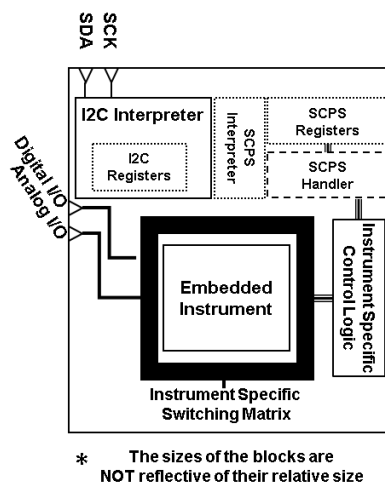 SDA
SCK
I2C Interpreter
I2C
Registers
SCPS
Interpreter
SCPS
Registers
SCPS
Handler
Digital I/O
Analog I/O
Embedded
Instrument
Instrument Specific
Control Logic
Instrument Specific
Switching Matrix
* The sizes of the blocks are
NOT reflective of their relative size